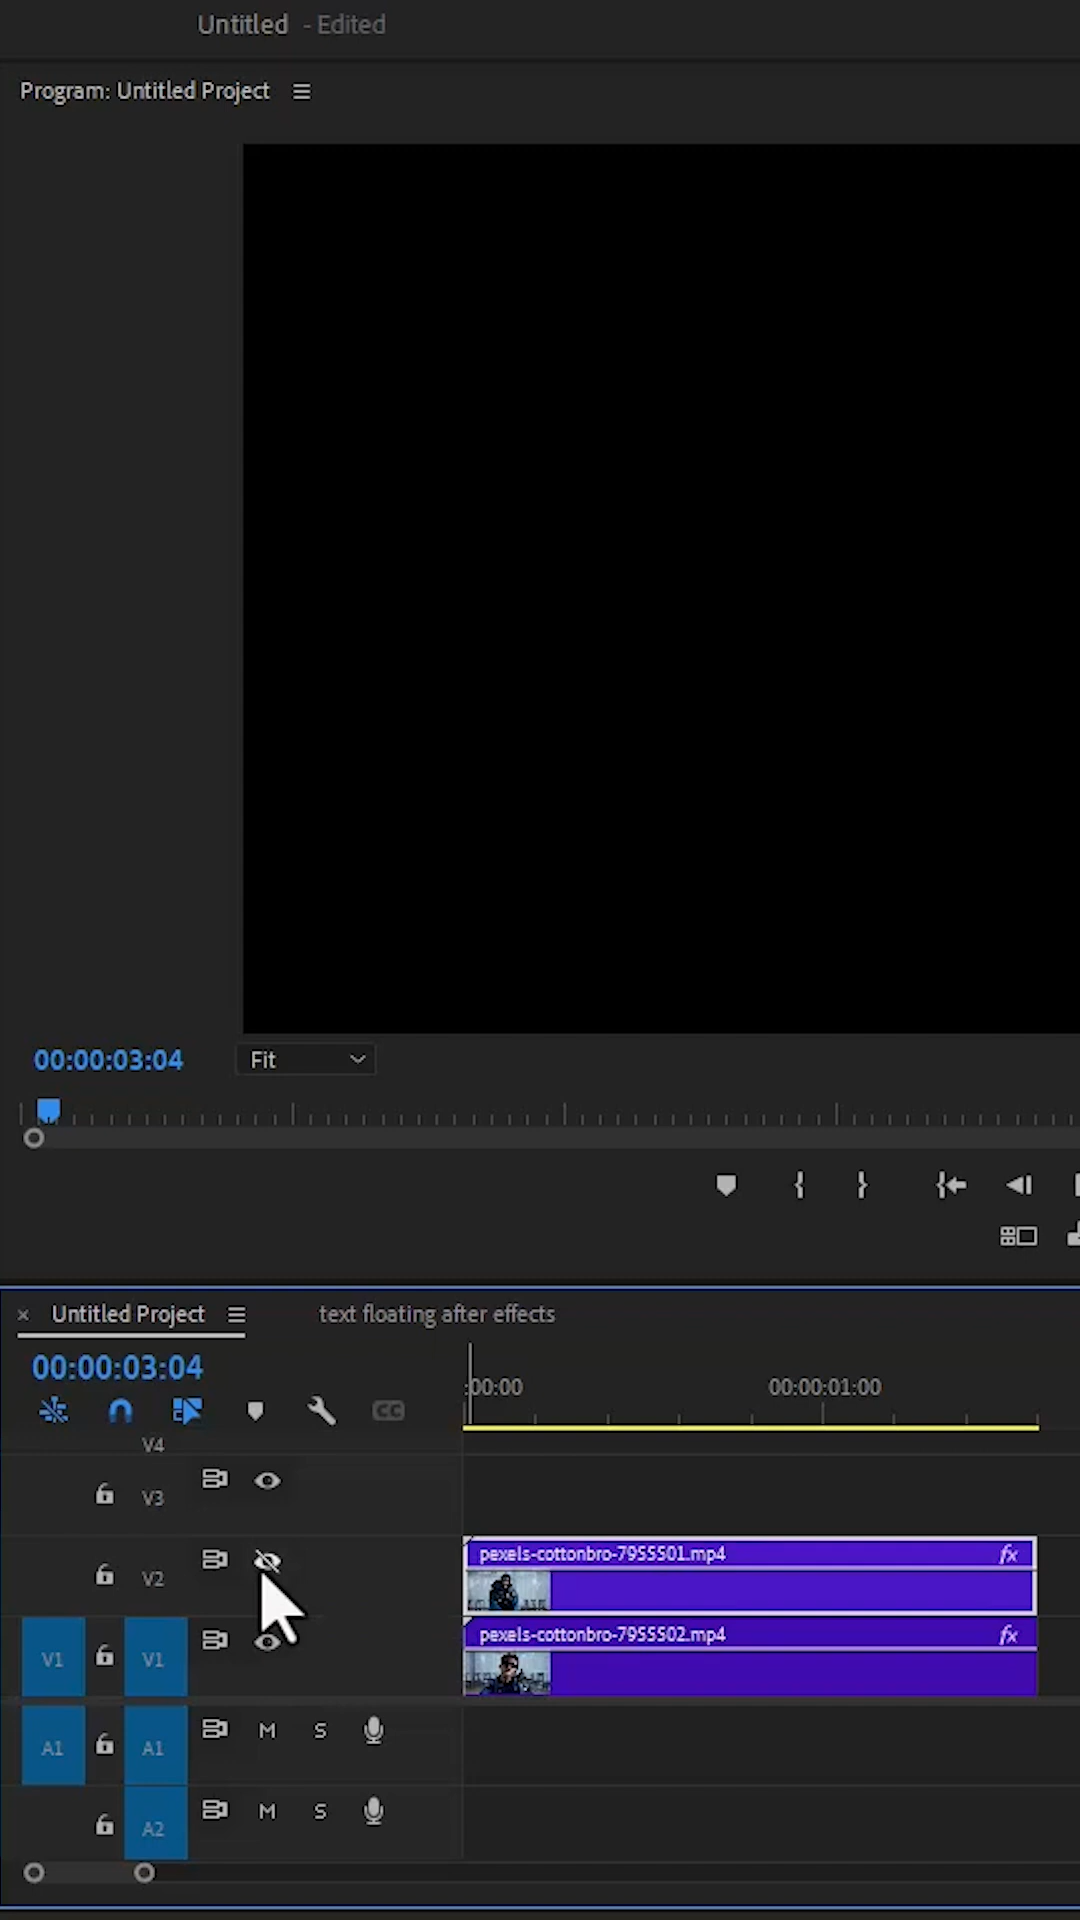 Untitled - Edited
Program: Untitled Project
00:00:03:04 Fit
Untitled Project text floating after effects
00:00:03:04
:00:00 00:00:01:00
CC
V4
V3
V2 pexels-cottonbro-7955501.mp4 fx
V1 V1 pexels-cottonbro-7955502.mp4 fx
A1 A1 M S
A2 M S